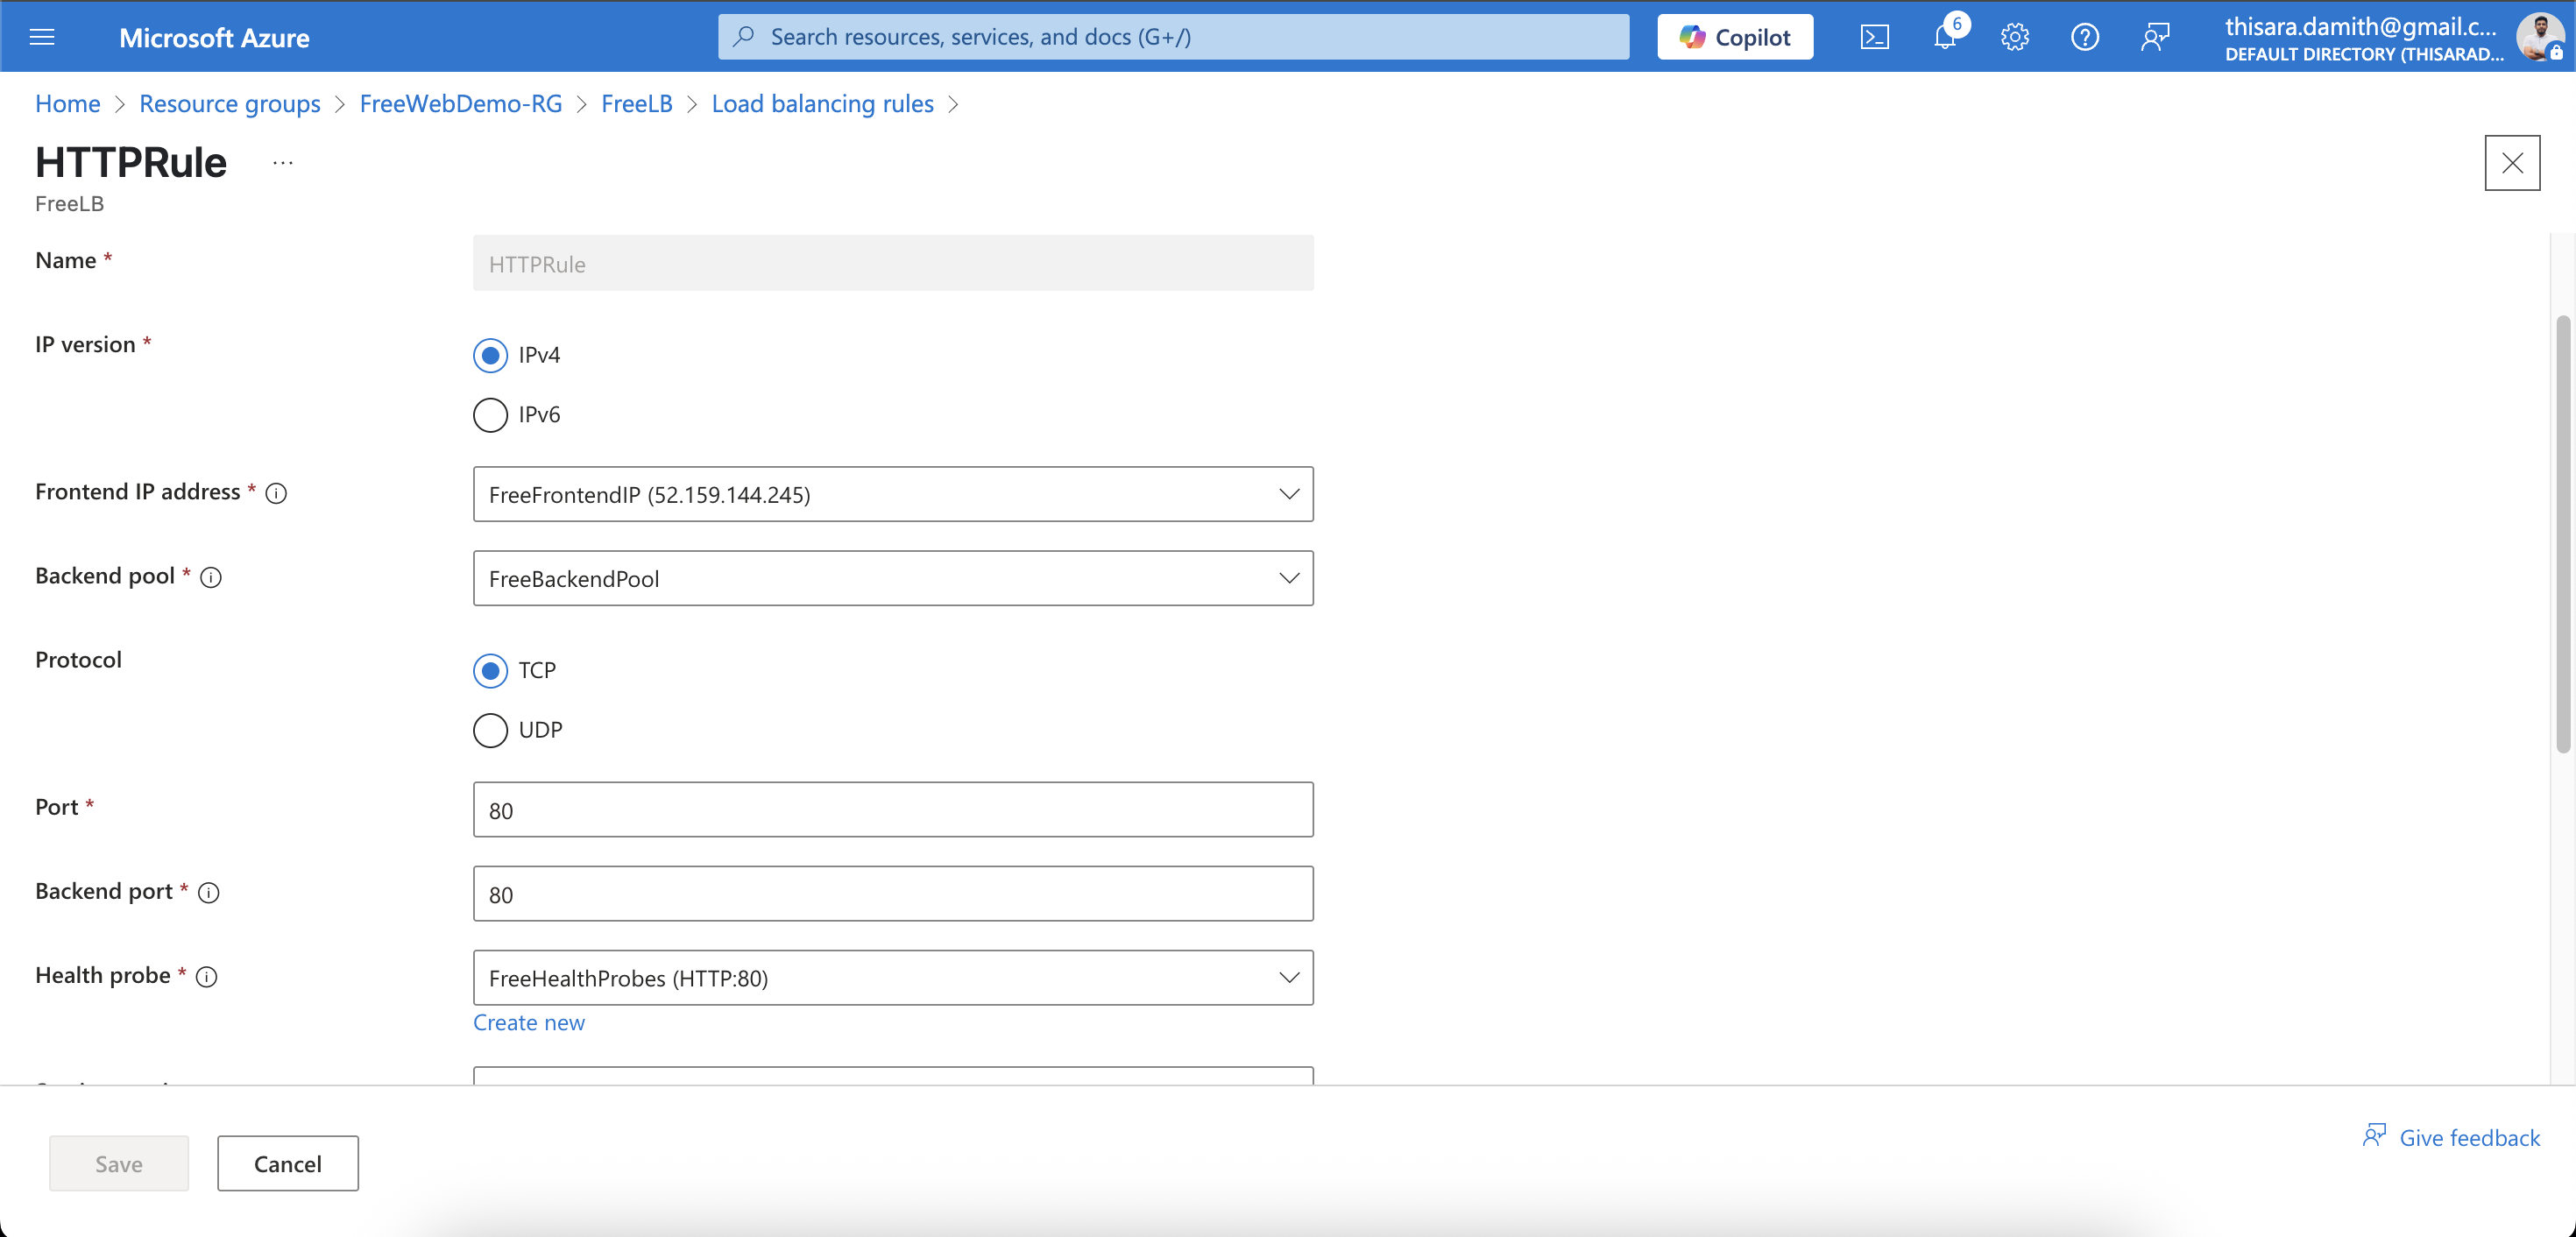 Microsoft Azure
Search resources, services, and docs (G+/)
Copilot
6
thisara.damith@gmail.c...
DEFAULT DIRECTORY (THISARAD...
Home > Resource groups > FreeWebDemo-RG > FreeLB > Load balancing rules >
HTTPRule ...
FreeLB
Name *
HTTPRule
IP version *
IPv4
IPv6
Frontend IP address *
FreeFrontendIP (52.159.144.245)
Backend pool *
FreeBackendPool
Protocol
TCP
UDP
Port *
80
Backend port *
80
Health probe *
FreeHealthProbes (HTTP:80)
Create new
Save
Cancel
Give feedback